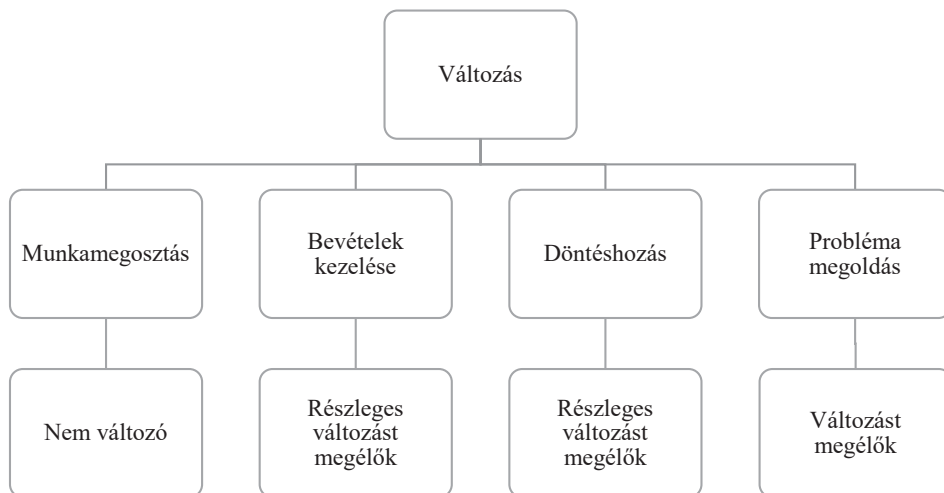 Változás
Munkamegosztás
Bevételek
kezelése
Döntéshozás
Probléma
megoldás
Nem változó
Részleges
változást
megélők
Részleges
változást
megélők
Változást
megélők